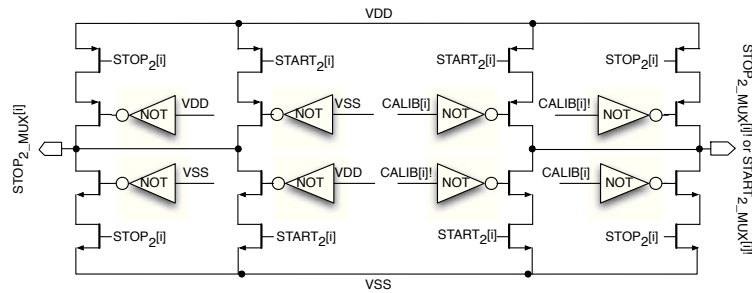 VDD
STOP2[i]
START2[i]
START2[i]
STOP2[i]
NOT
VDD
NOT
VSS
CALIB[i]
NOT
CALIB[i]!
NOT
STOP2_MUX[i]
STOP2_MUX[i]! or
START2_MUX[i]!
NOT
VSS
NOT
VDD
CALIB[i]!
NOT
CALIB[i]
NOT
STOP2[i]
START2[i]
START2[i]
STOP2[i]
VSS